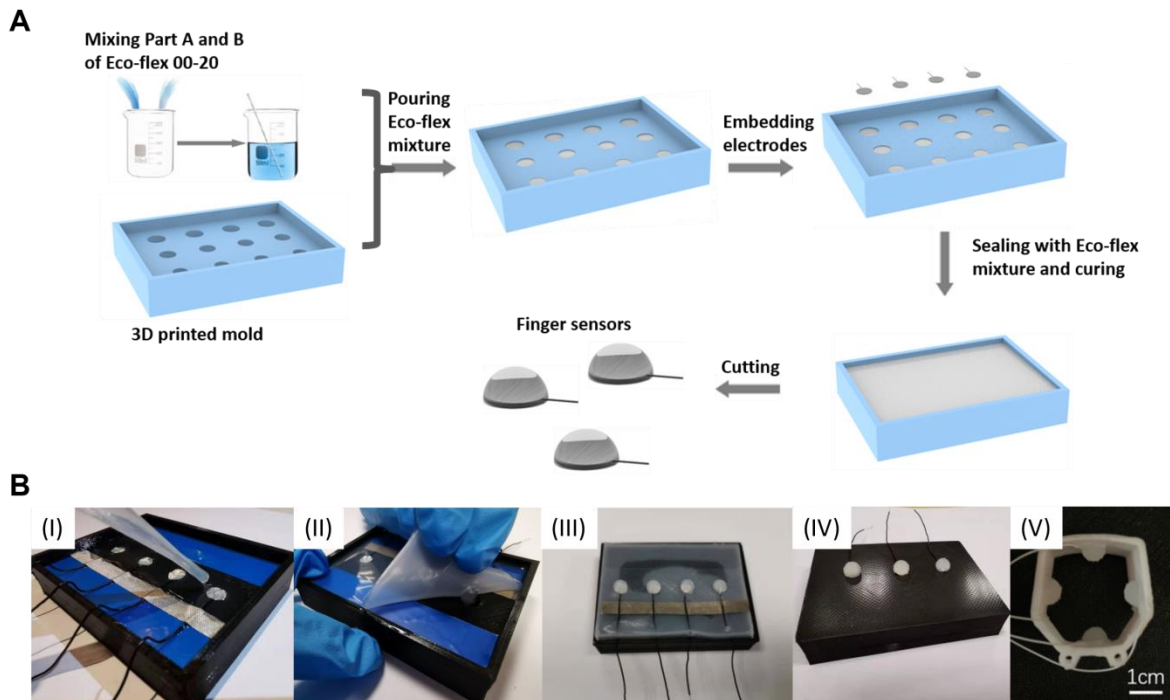 A
Mixing Part A and B
of Eco-flex 00-20
Pouring
Eco-flex
mixture
Embedding
electrodes
3D printed mold
Sealing with Eco-flex
mixture and curing
Finger sensors
Cutting
B
(I)
(II)
(III)
(IV)
(V)
1cm